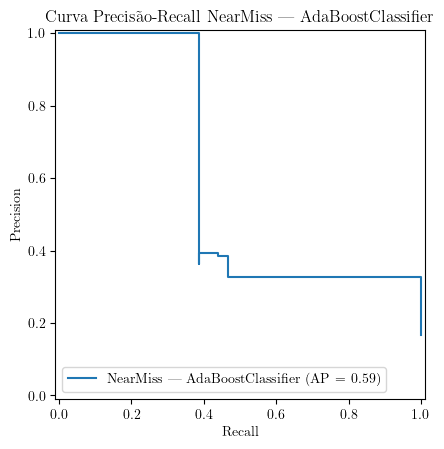 Curva Precisão-Recall NearMiss — AdaBoostClassifier
1.0
0.8
0.6
0.4
0.2
0.0
Precision
NearMiss — AdaBoostClassifier (AP = 0.59)
0.0 0.2 0.4 0.6 0.8 1.0
Recall